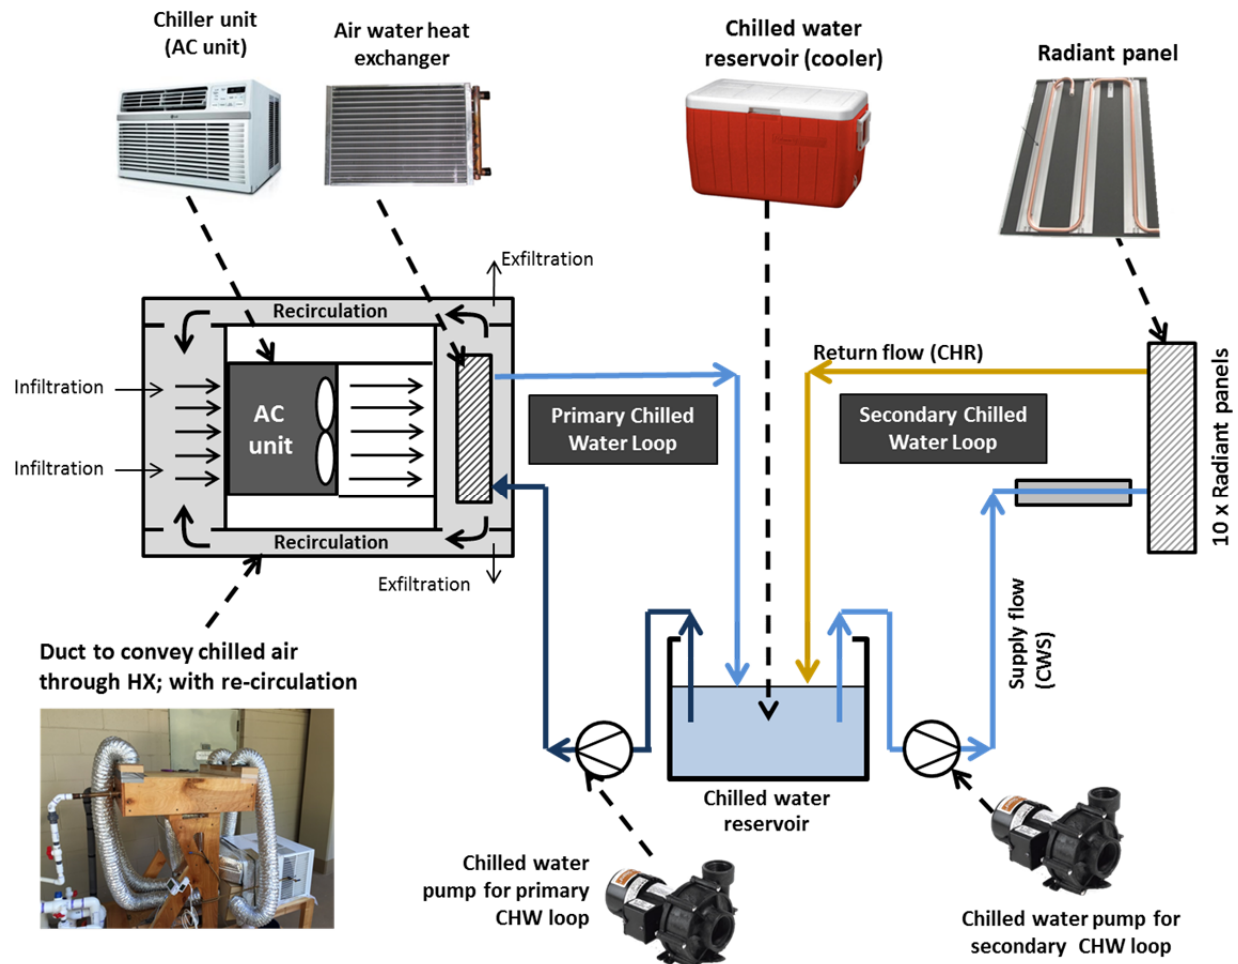 Chiller unit
(AC unit)
Air water heat
exchanger
Chilled water
reservoir (cooler)
Radiant panel
Exfiltration
Recirculation
Infiltration
Infiltration
AC
unit
Recirculation
Exfiltration
Primary Chilled
Water Loop
Return flow (CHR)
Secondary Chilled
Water Loop
10 x Radiant panels
Supply flow
(CWS)
Duct to convey chilled air
through HX; with re-circulation
Chilled water
reservoir
Chilled water
pump for primary
CHW loop
Chilled water pump for
secondary CHW loop